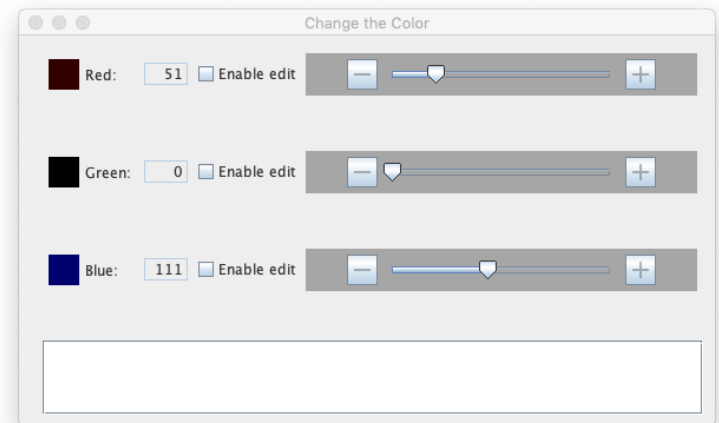 Change the Color
Red: 51 Enable edit
Green: 0 Enable edit
Blue: 111 Enable edit